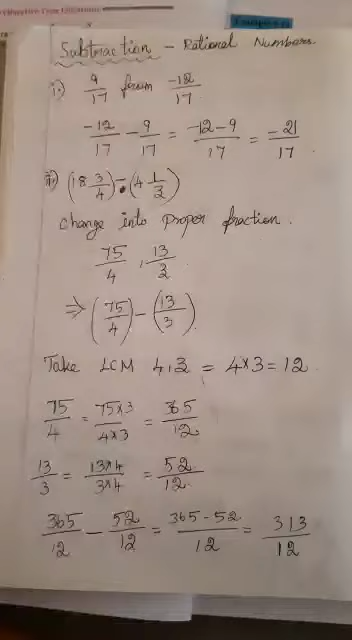 Subtraction - Rational Numbers.
i.) 9/17 from -12/17.
-12/17 - 9/17 = -12-9/17 = -21/17
ii) (18 3/4) - (4 1/3)
Change into Proper fraction.
75/4 , 13/3
⇒ (75/4) - (13/3)
Take LCM 4,3 = 4×3 = 12.
75/4 = 75×3/4×3 = 365/12.
13/3 = 13×4/3×4 = 52/12.
365/12 - 52/12 = 365-52/12 = 313/12